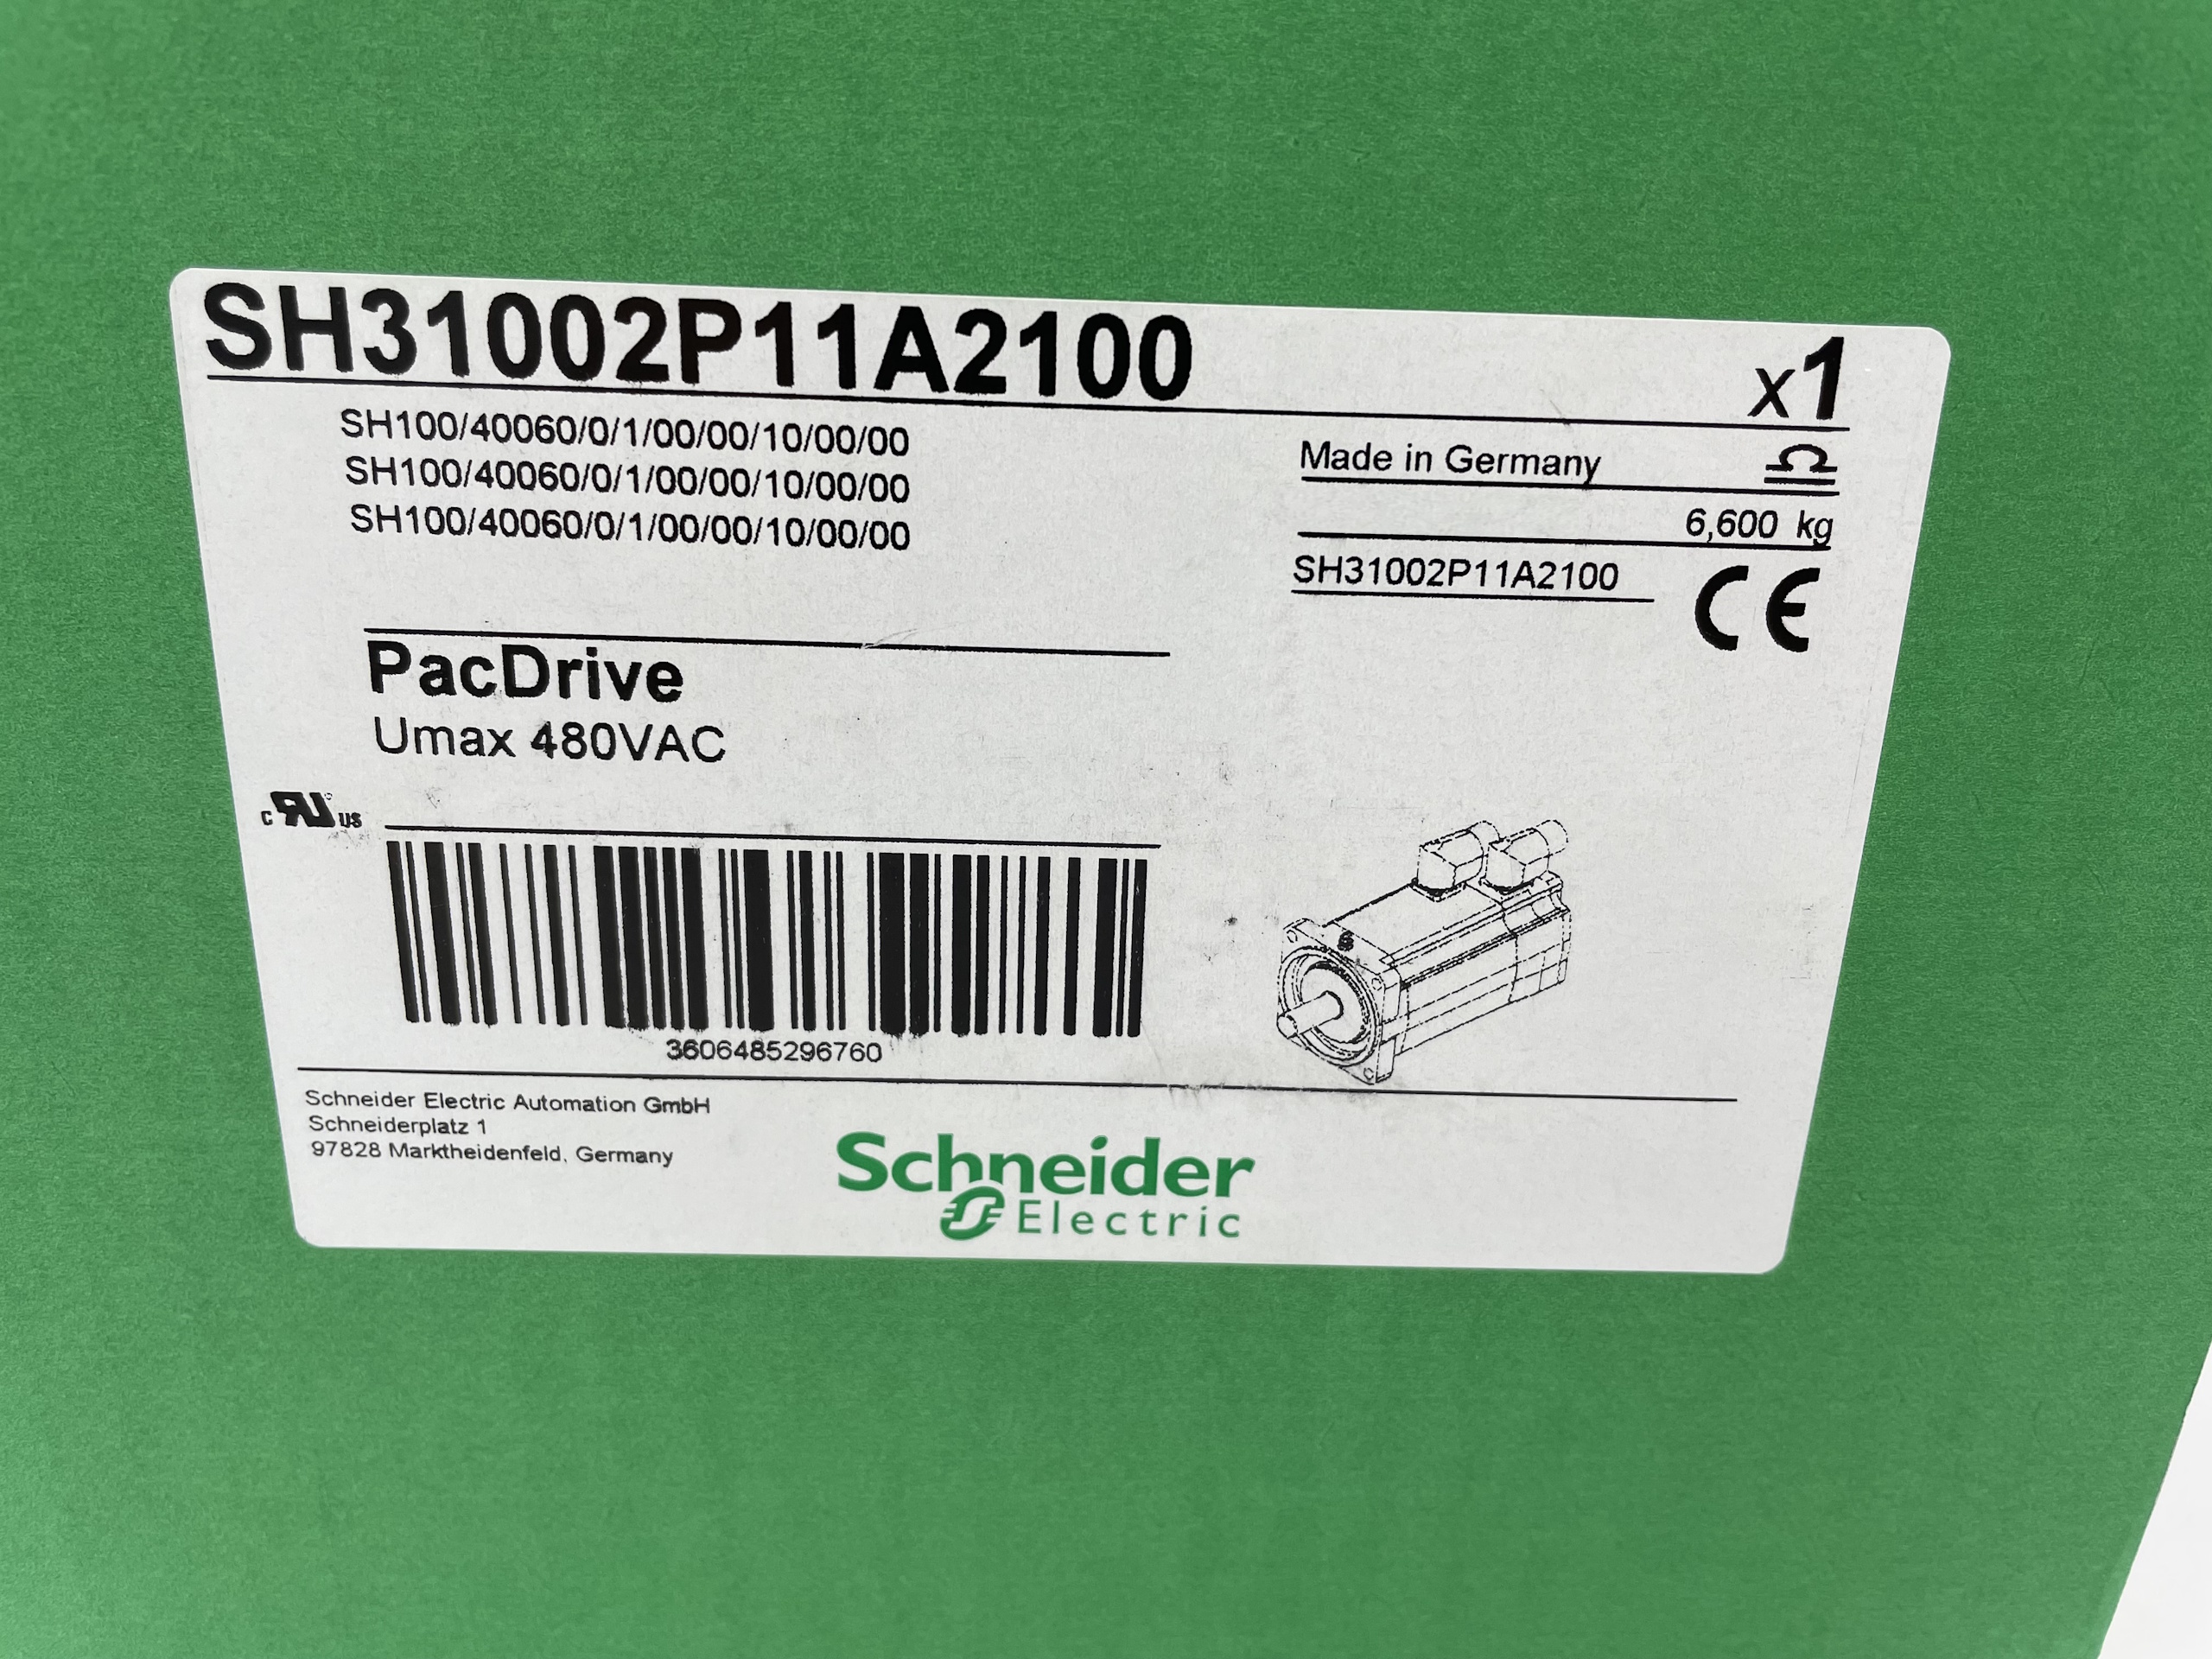 SH31002P11A2100
x1
SH100/40060/0/1/00/00/10/00/00
SH100/40060/0/1/00/00/10/00/00
SH100/40060/0/1/00/00/10/00/00
Made in Germany
6,600 kg
SH31002P11A2100
CE
PacDrive
Umax 480VAC
c RU US
3606485296760
Schneider Electric Automation GmbH
Schneiderplatz 1
97828 Marktheidenfeld, Germany
Schneider
Electric